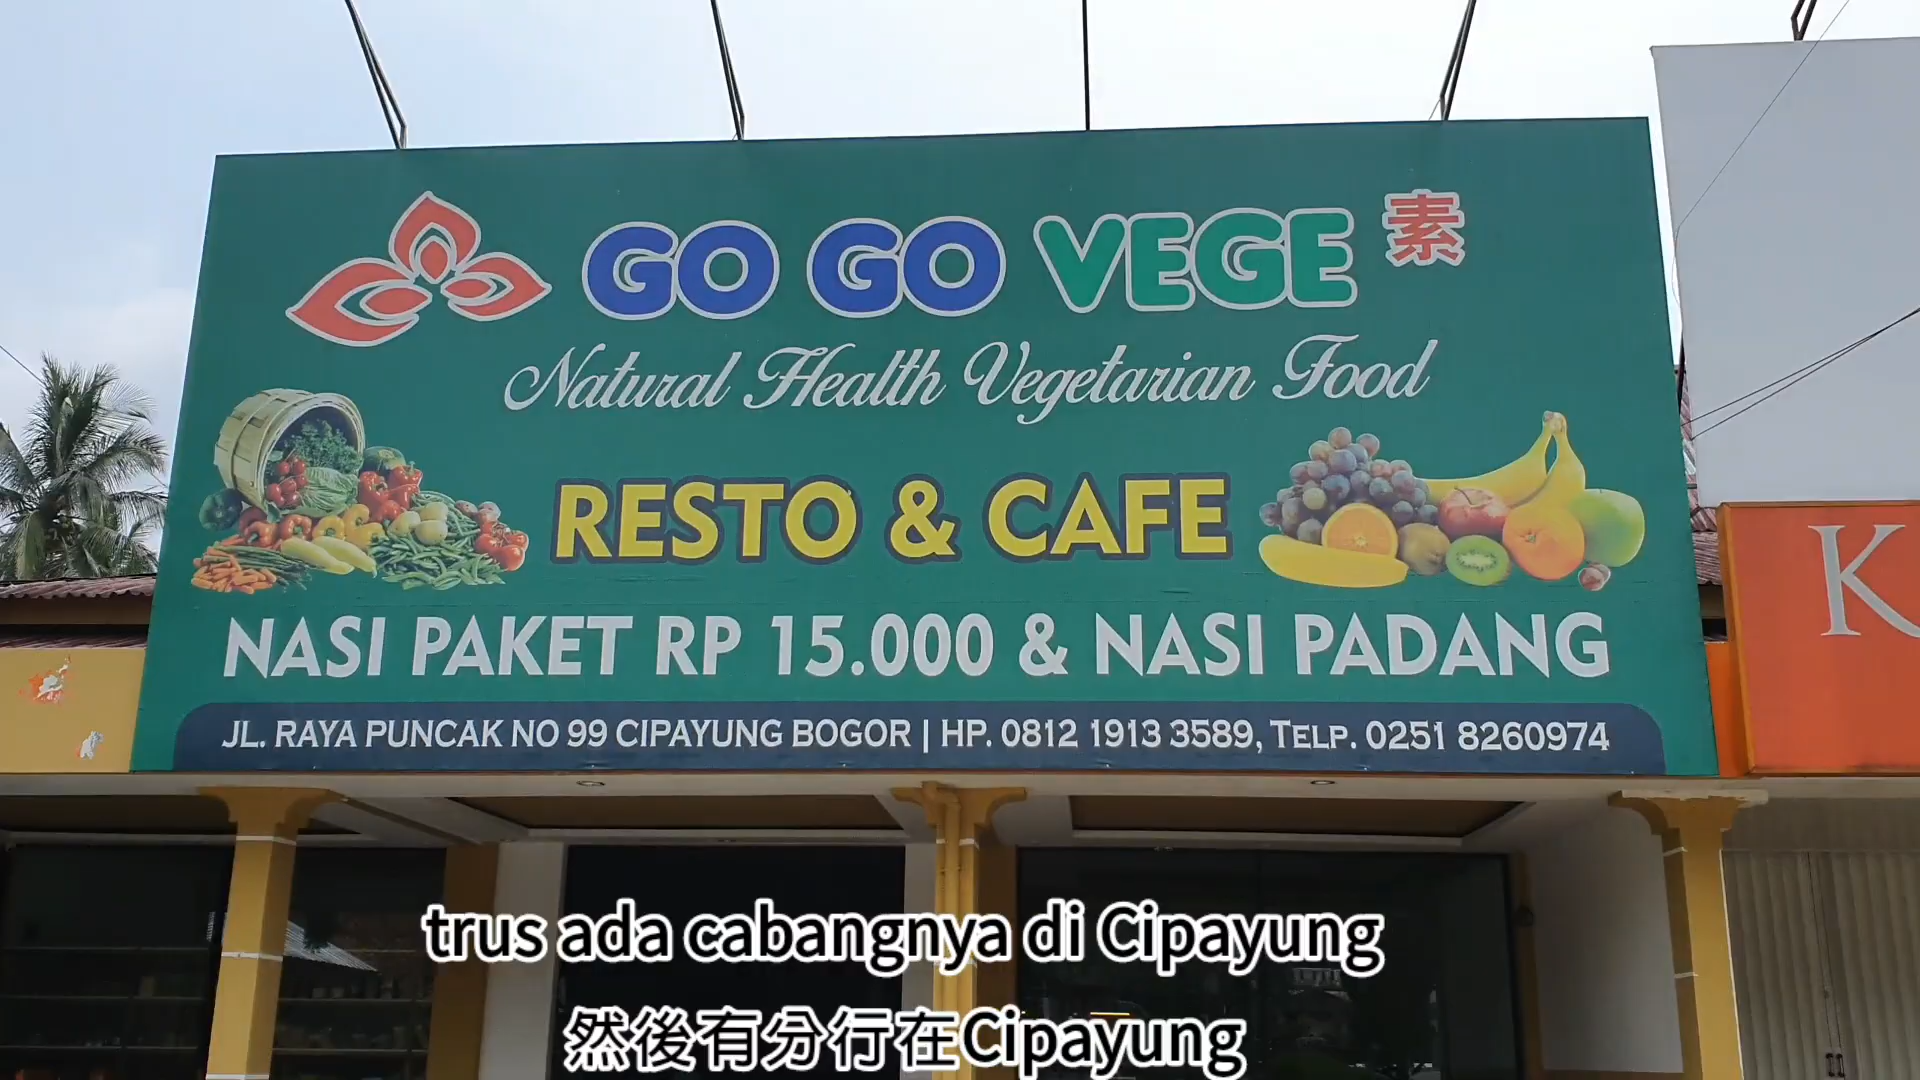 GO GO VEGE 素
Natural Health Vegetarian Food
RESTO & CAFE
NASI PAKET RP 15.000 & NASI PADANG
JL. RAYA PUNCAK NO 99 CIPAYUNG BOGOR | HP. 0812 1913 3589, TELP. 0251 8260974
K
trus ada cabangnya di Cipayung
然後有分行在Cipayung